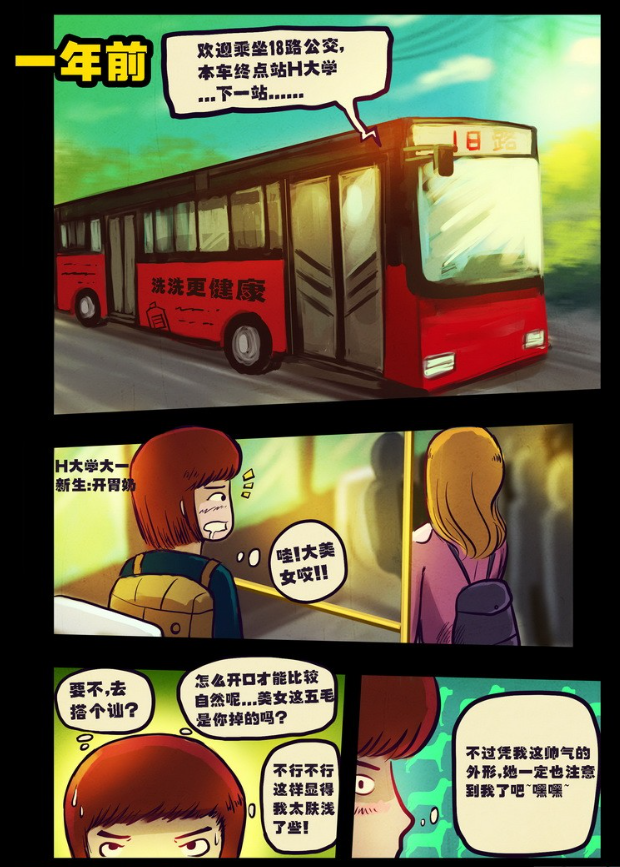 一年前
欢迎乘坐18路公交,
本车终点站H大学
...下一站......
18路
洗洗更健康
H大学大一
新生:开胃奶
哇!大美
女哎!!
要不,去
搭个讪?
怎么开口才能比较
自然呢...美女这五毛
是你掉的吗?
不行不行
这样显得
我太肤浅
了些!
不过凭我这帅气的
外形,她一定也注意
到我了吧~嘿嘿~